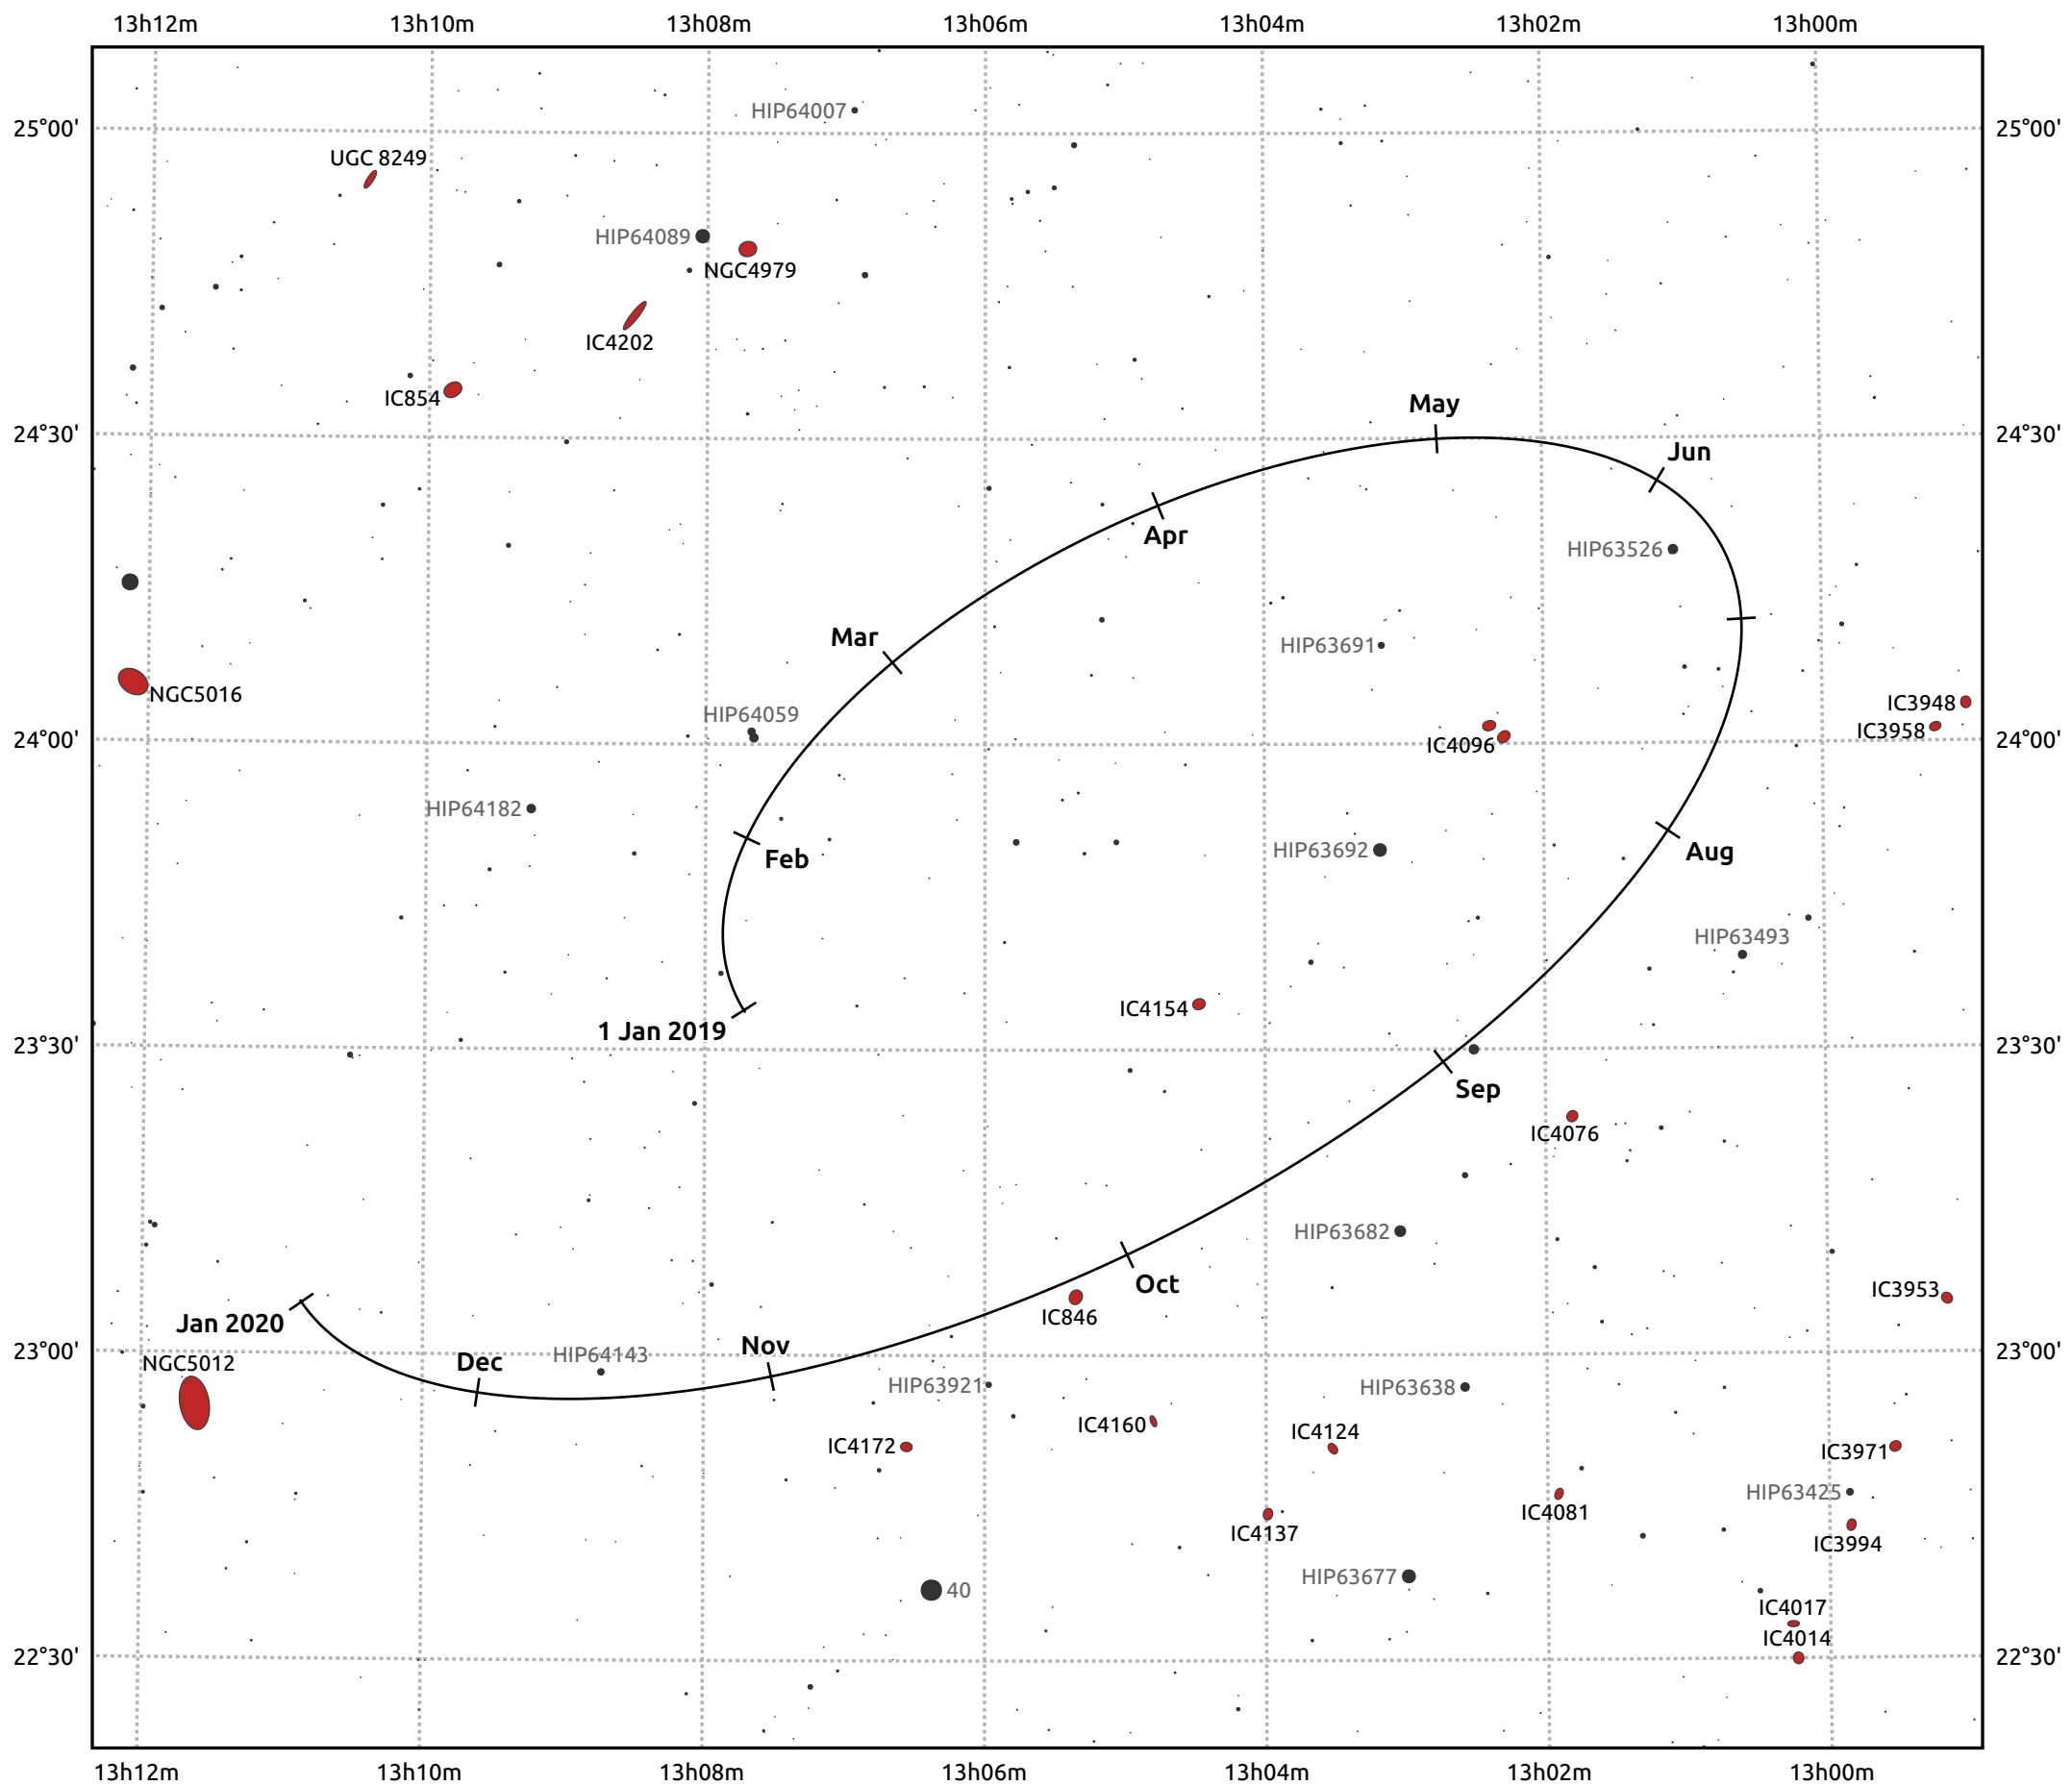 13h12m 13h10m 13h08m 13h06m 13h04m 13h02m 13h00m
HIP64007
25°00' 25°00'
UGC 8249
HIP64089
NGC4979
IC4202
IC854
May
24°30' 24°30'
Jun
Apr
HIP63526
Mar
HIP63691
NGC5016
IC3948
HIP64059
IC3958
24°00' IC4096 24°00'
HIP64182
HIP63692
Feb
Aug
HIP63493
IC4154
1 Jan 2019
23°30' 23°30'
Sep
IC4076
HIP63682
Oct
IC3953
IC846
Jan 2020
Nov
23°00' 23°00'
HIP64143
Dec
NGC5012
HIP63921
HIP63638
IC4160
IC4124
IC4172
IC3971
HIP63425
IC4081
IC4137
IC3994
HIP63677
40
IC4017
IC4014
22°30' 22°30'
13h12m 13h10m 13h08m 13h06m 13h04m 13h02m 13h00m